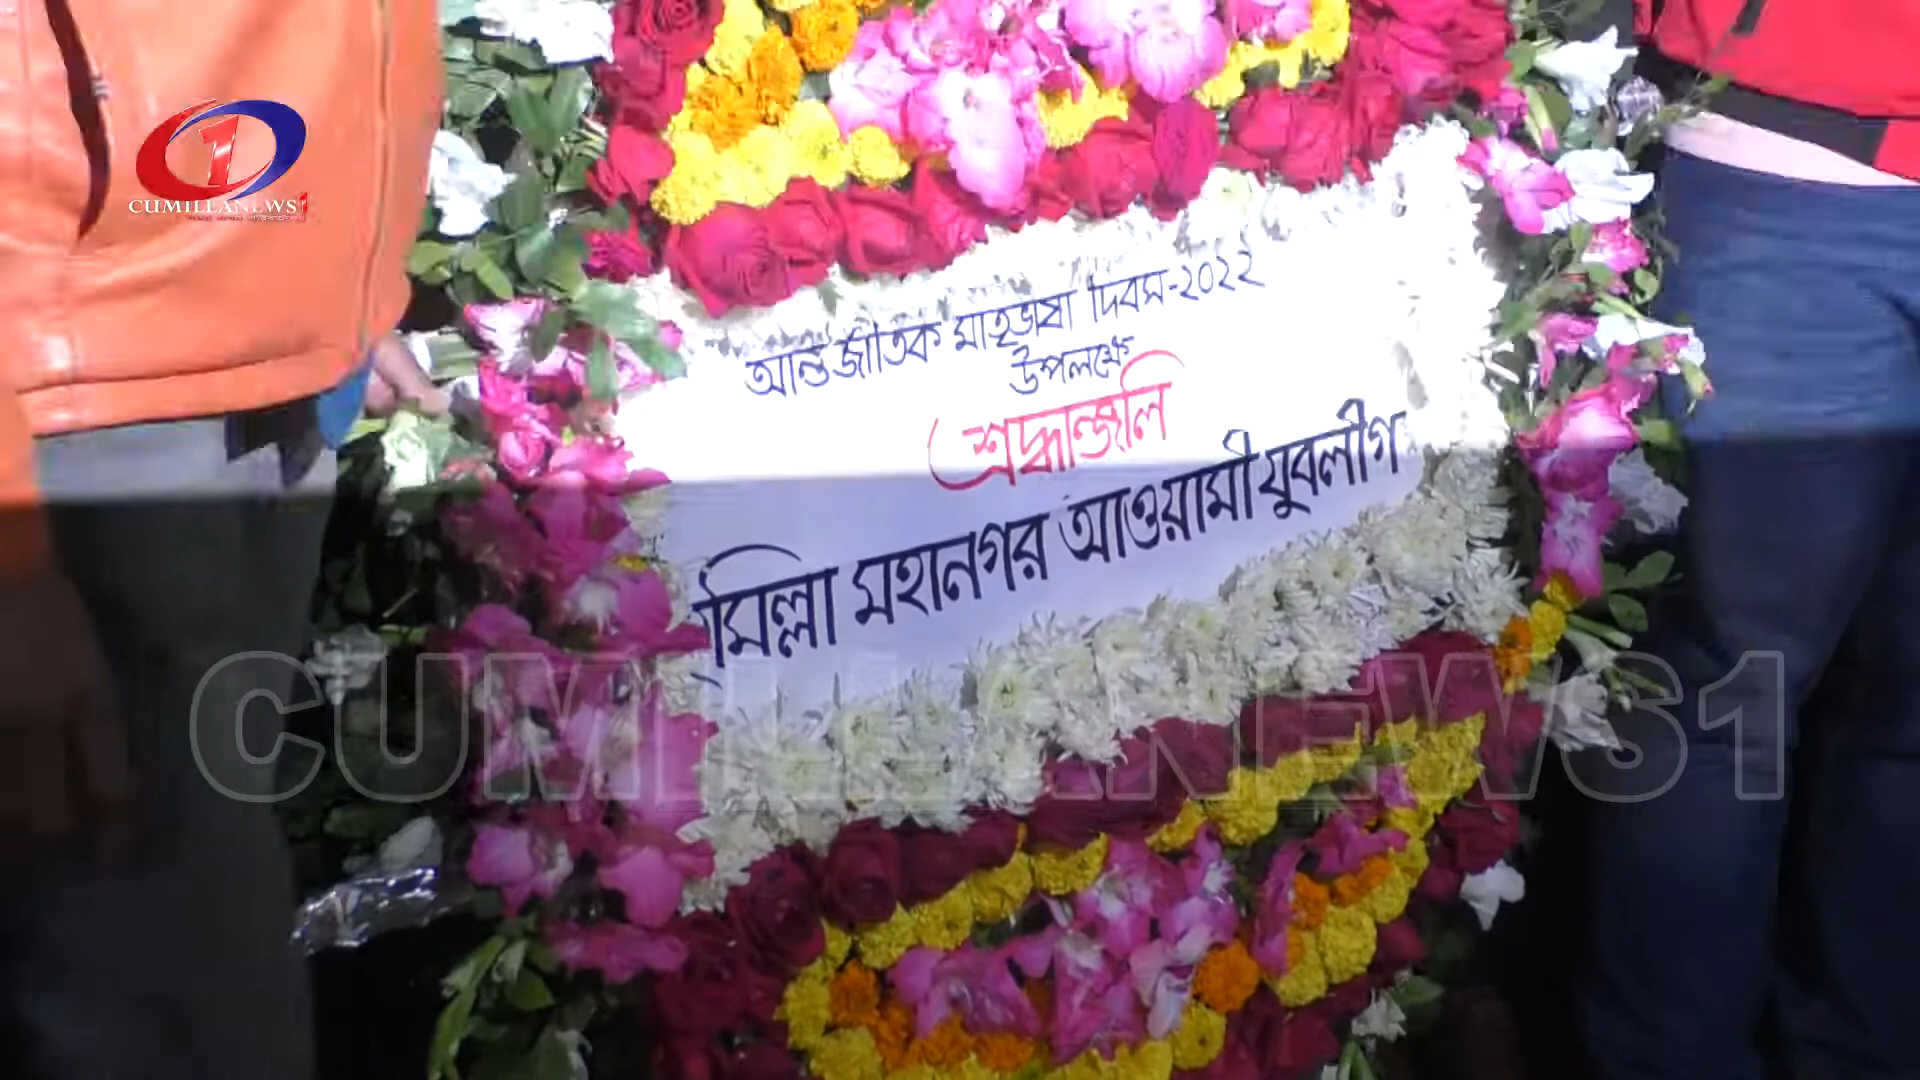 CUMILLANEWS1
আন্তর্জাতিক মাতৃভাষা দিবস-২০২২
উপলক্ষে
শ্রদ্ধাঞ্জলি
কুমিল্লা মহানগর আওয়ামী যুবলীগ
CUMILLANEWS1